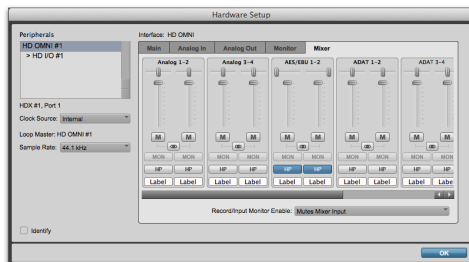 Hardware Setup
Peripherals
HD OMNI #1
> HD I/O #1
HDX #1, Port 1
Clock Source: Internal
Loop Master: HD OMNI #1
Sample Rate: 44.1 kHz
Identify
Interface: HD OMNI
Main Analog In Analog Out Monitor Mixer
Analog 1-2 Analog 3-4 AES/EBU 1-2 ADAT 1-2 ADAT 3-4
M M M M M M M M M M
MON MON MON MON MON MON MON MON MON MON
HP HP HP HP HP HP HP HP HP HP
Label Label Label Label Label Label Label Label Label Label
Record/Input Monitor Enable: Mutes Mixer Input
OK